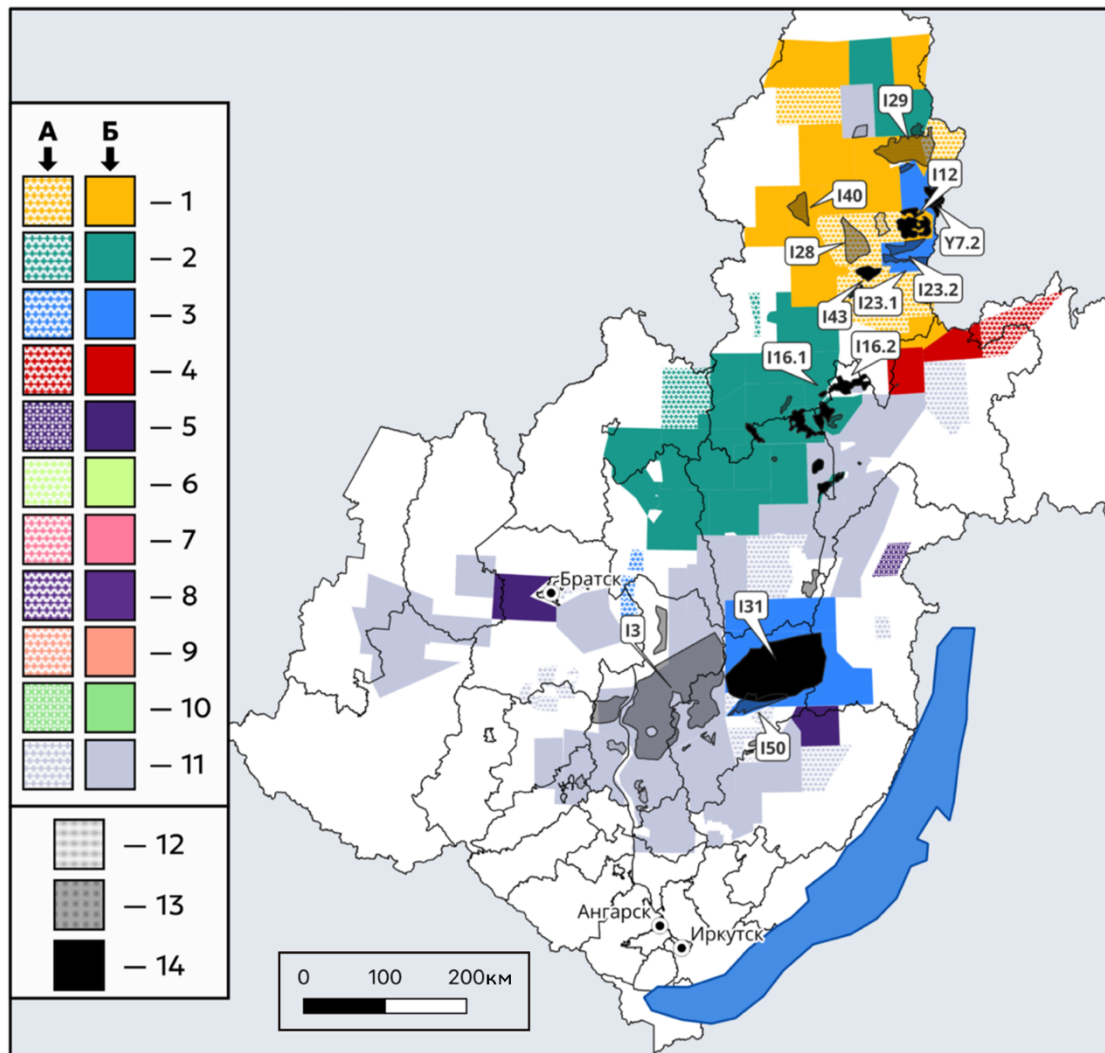 А Б
— 1
— 2
— 3
— 4
— 5
— 6
— 7
— 8
— 9
— 10
— 11
— 12
— 13
— 14
I29
I12
I40
Y7.2
I28
I23.2
I23.1
I43
I16.2
I16.1
Братск
I31
I3
I50
Ангарск
Иркутск
0 100 200км